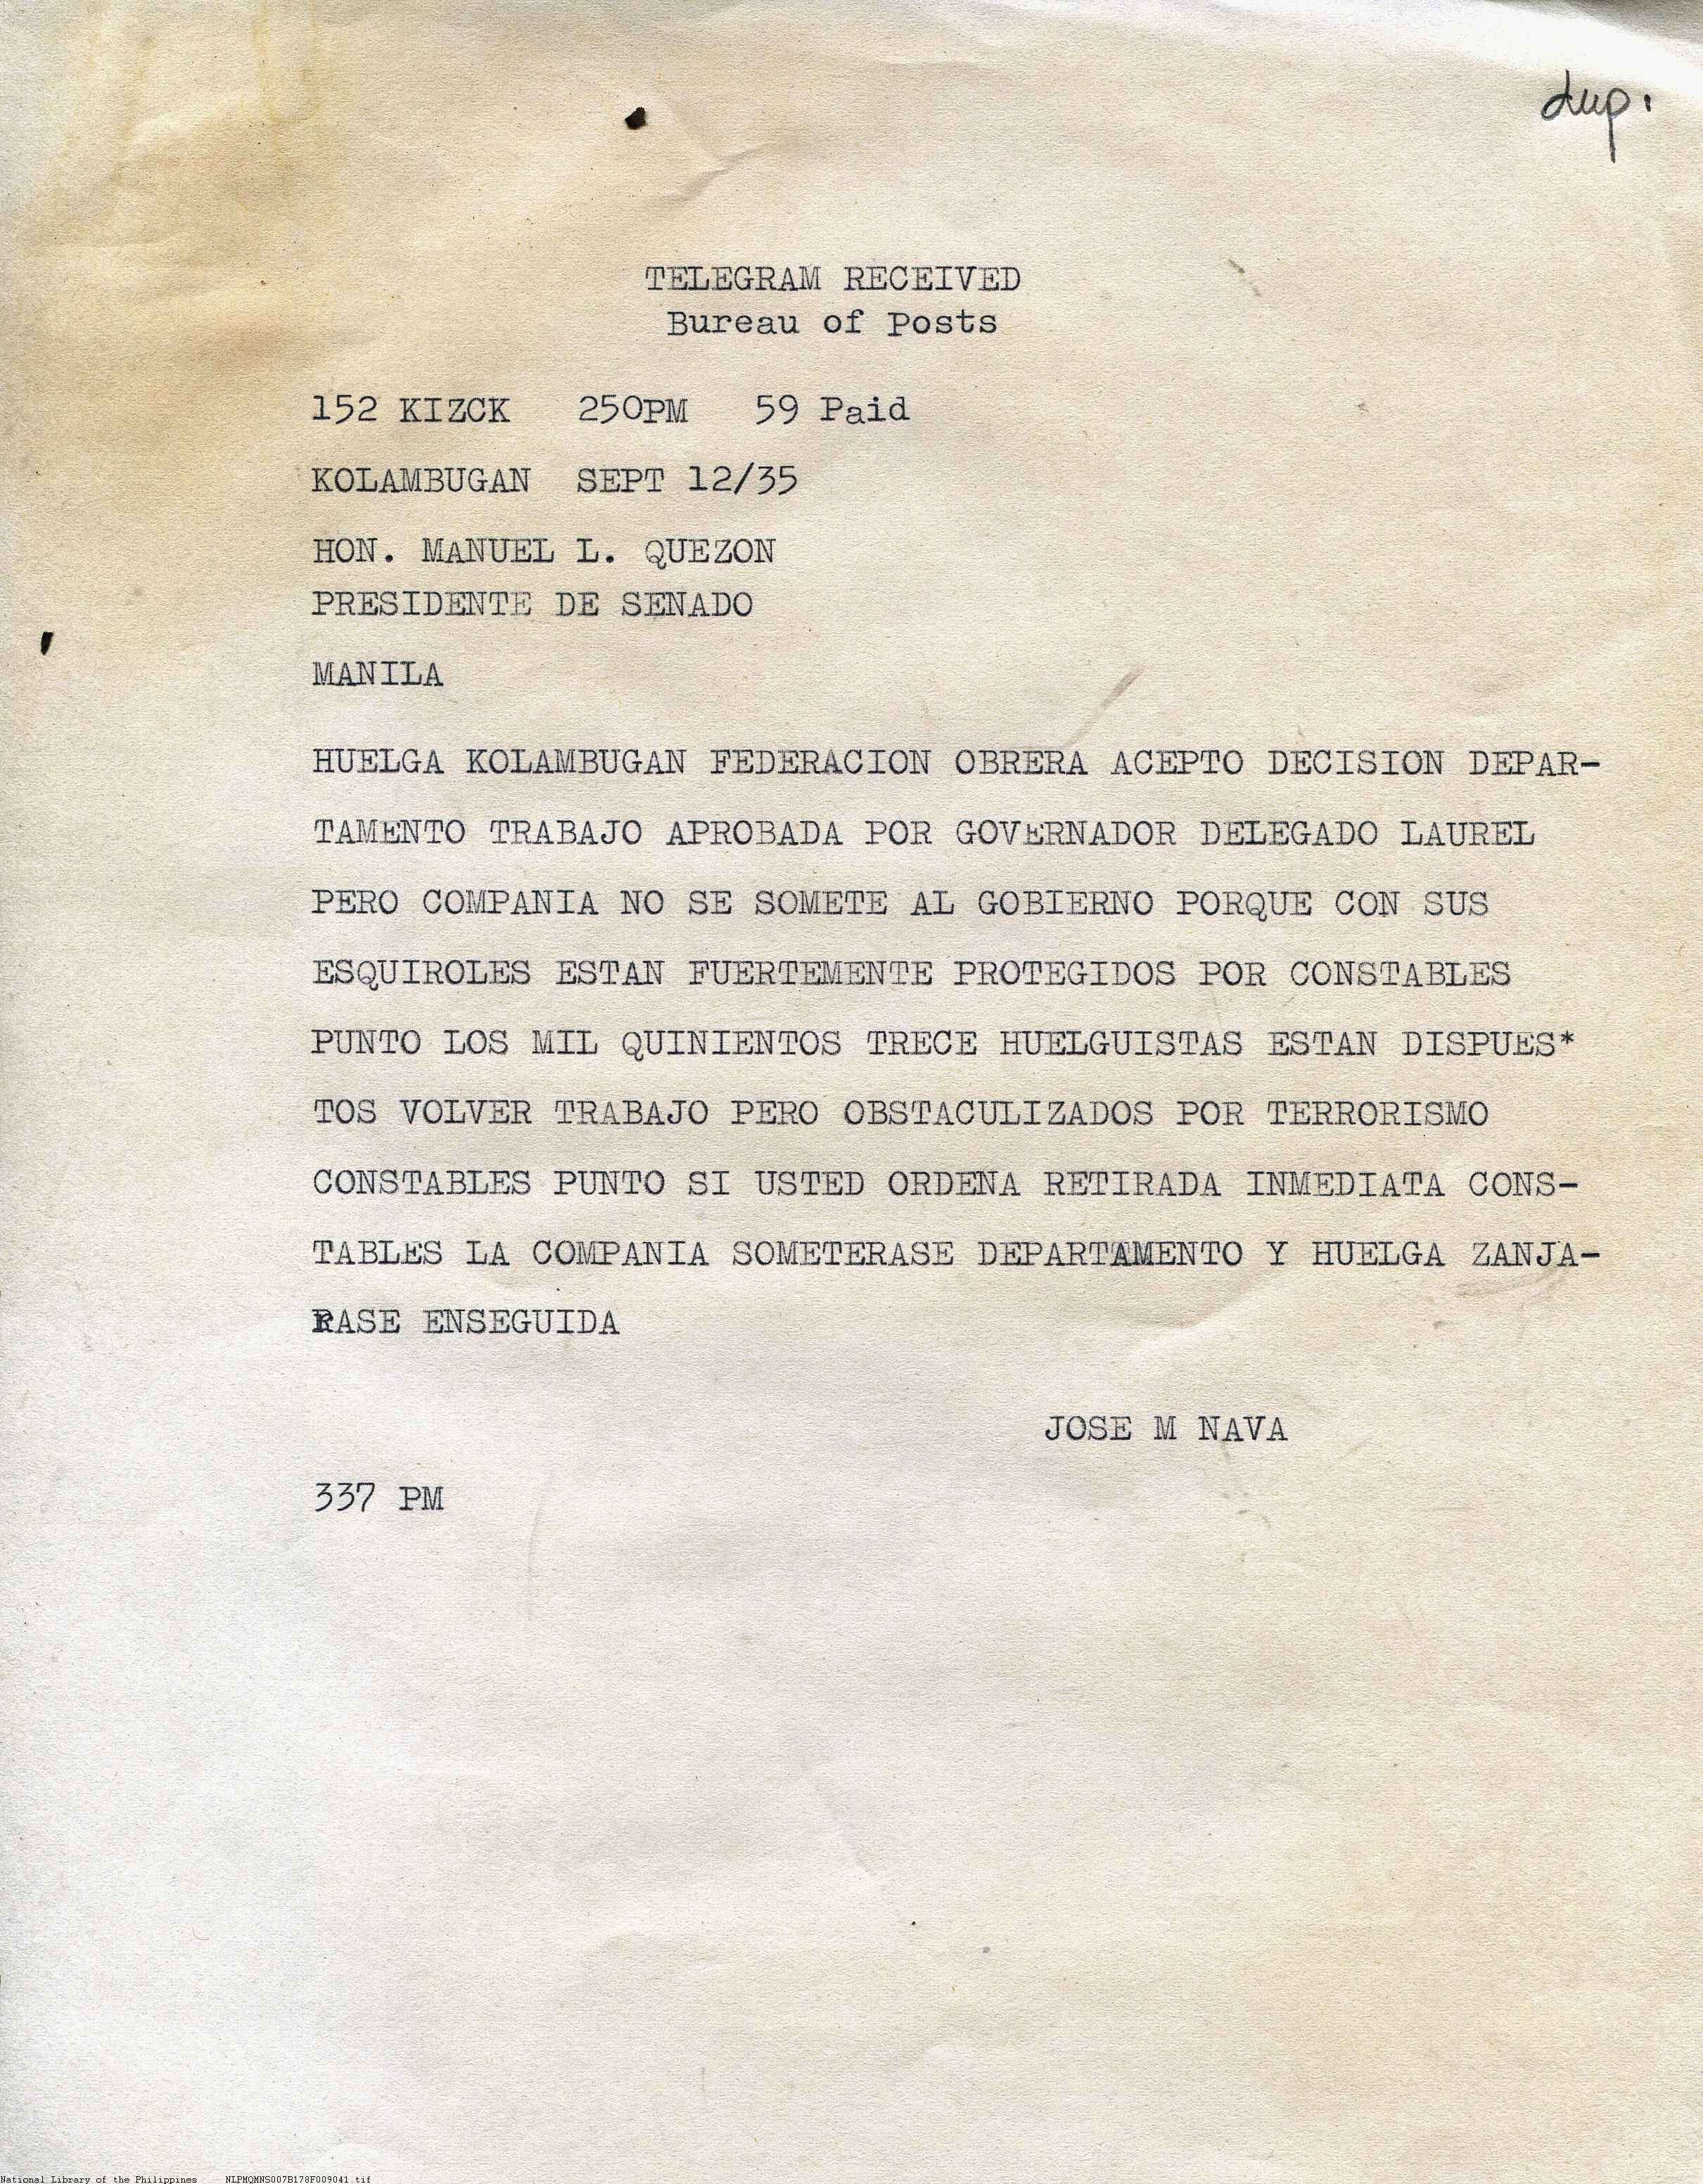 dup.
TELEGRAM RECEIVED
Bureau of Posts
152 KIZCK 250PM 59 Paid
KOLAMBUGAN SEPT 12/35
HON. MANUEL L. QUEZON
PRESIDENTE DE SENADO
MANILA
HUELGA KOLAMBUGAN FEDERACION OBRERA ACEPTO DECISION DEPAR-
TAMENTO TRABAJO APROBADA POR GOVERNADOR DELEGADO LAUREL
PERO COMPANIA NO SE SOMETE AL GOBIERNO PORQUE CON SUS
ESQUIROLES ESTAN FUERTEMENTE PROTEGIDOS POR CONSTABLES
PUNTO LOS MIL QUINIENTOS TRECE HUELGUISTAS ESTAN DISPUES*
TOS VOLVER TRABAJO PERO OBSTACULIZADOS POR TERRORISMO
CONSTABLES PUNTO SI USTED ORDENA RETIRADA INMEDIATA CONS-
TABLES LA COMPANIA SOMETERASE DEPARTAMENTO Y HUELGA ZANJA-
RASE ENSEGUIDA
JOSE M NAVA
337 PM
National Library of the Philippines NLPMQMNS007B178F009041.tif